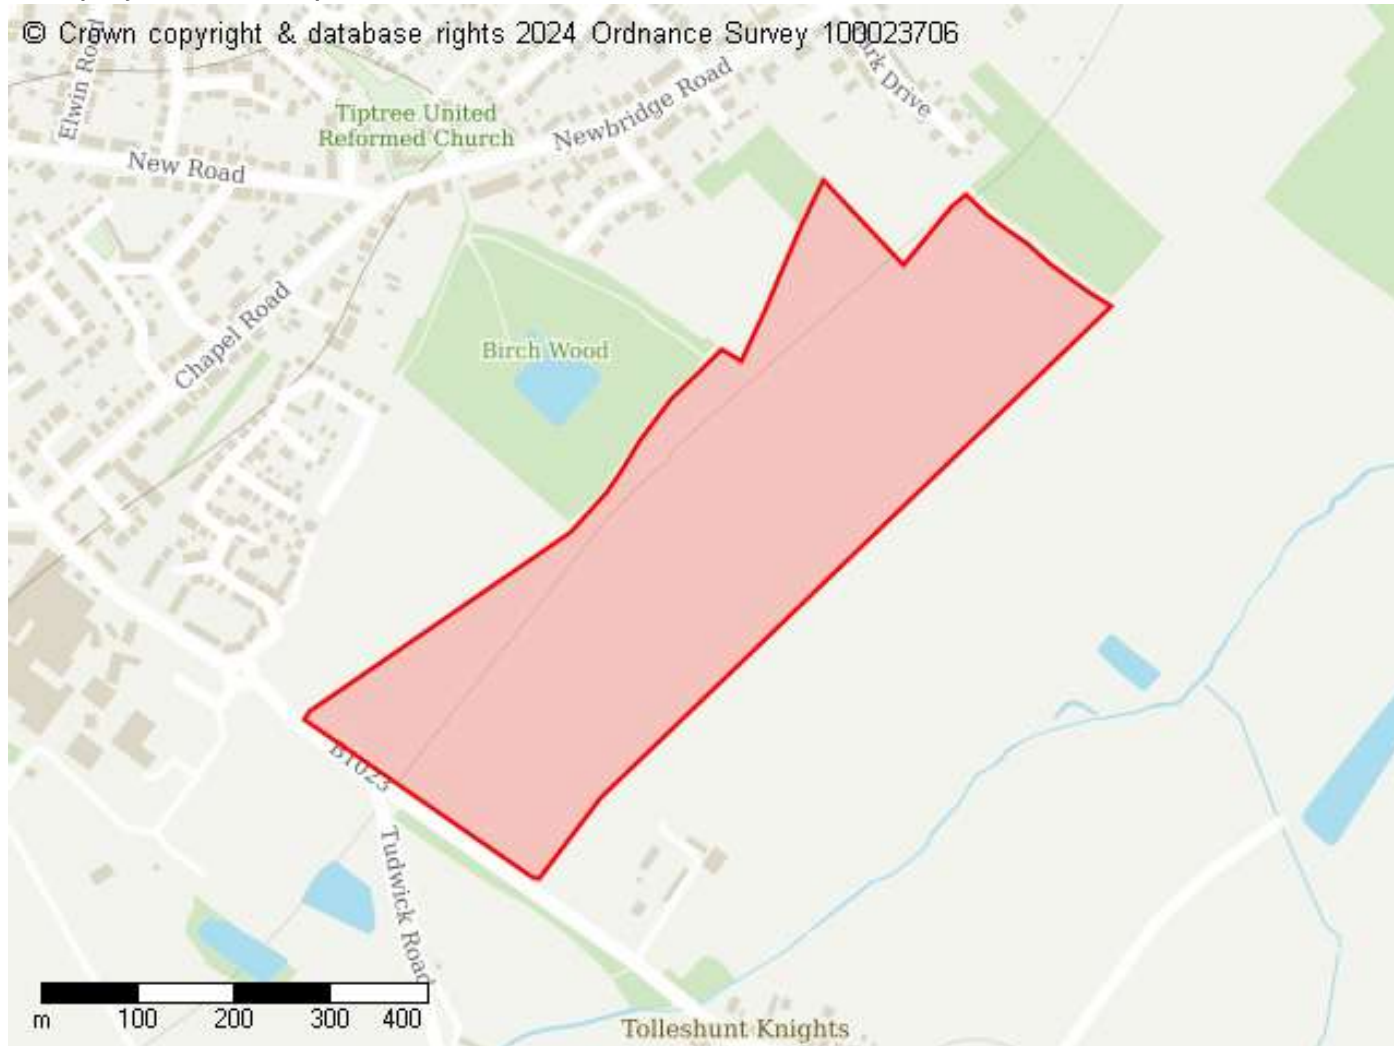 © Crown copyright & database rights 2024 Ordnance Survey 100023706
Elwin Road
Tiptree United
Reformed Church
Newbridge Road
New Road
Chapel Road
Birch Wood
B1023
Tudwick Road
Tolleshunt Knights
m 100 200 300 400
Drive